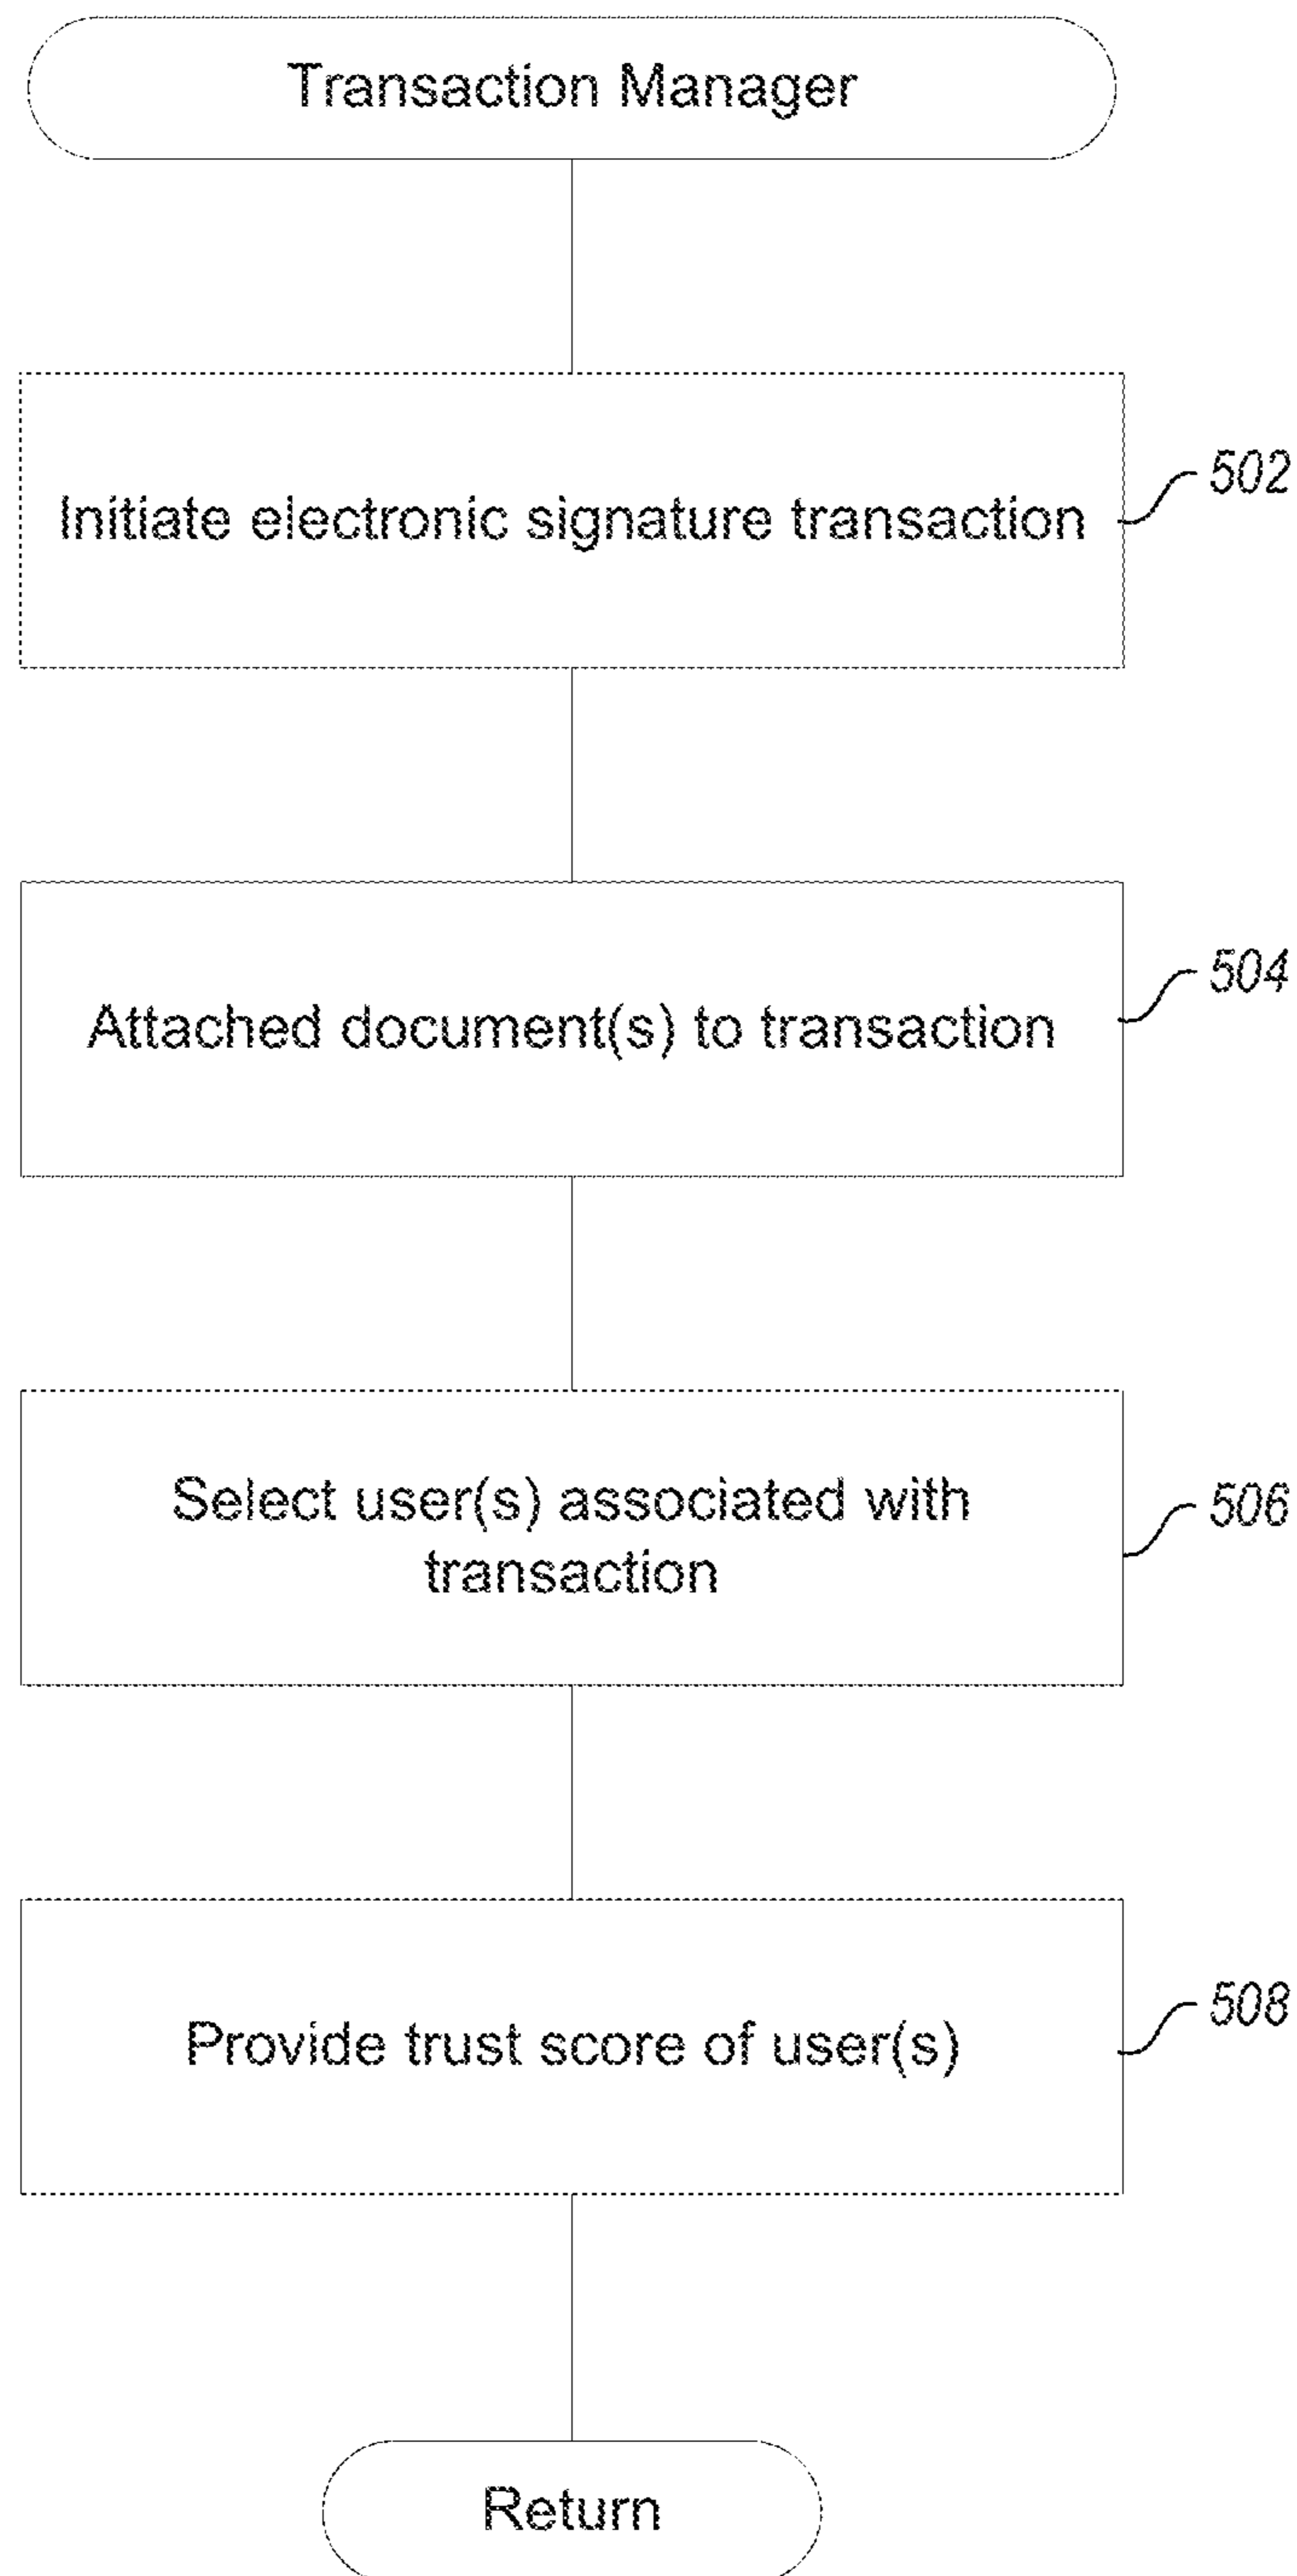 Transaction Manager
Initiate electronic signature transaction
502
Attached document(s) to transaction
504
Select user(s) associated with
transaction
506
Provide trust score of user(s)
508
Return